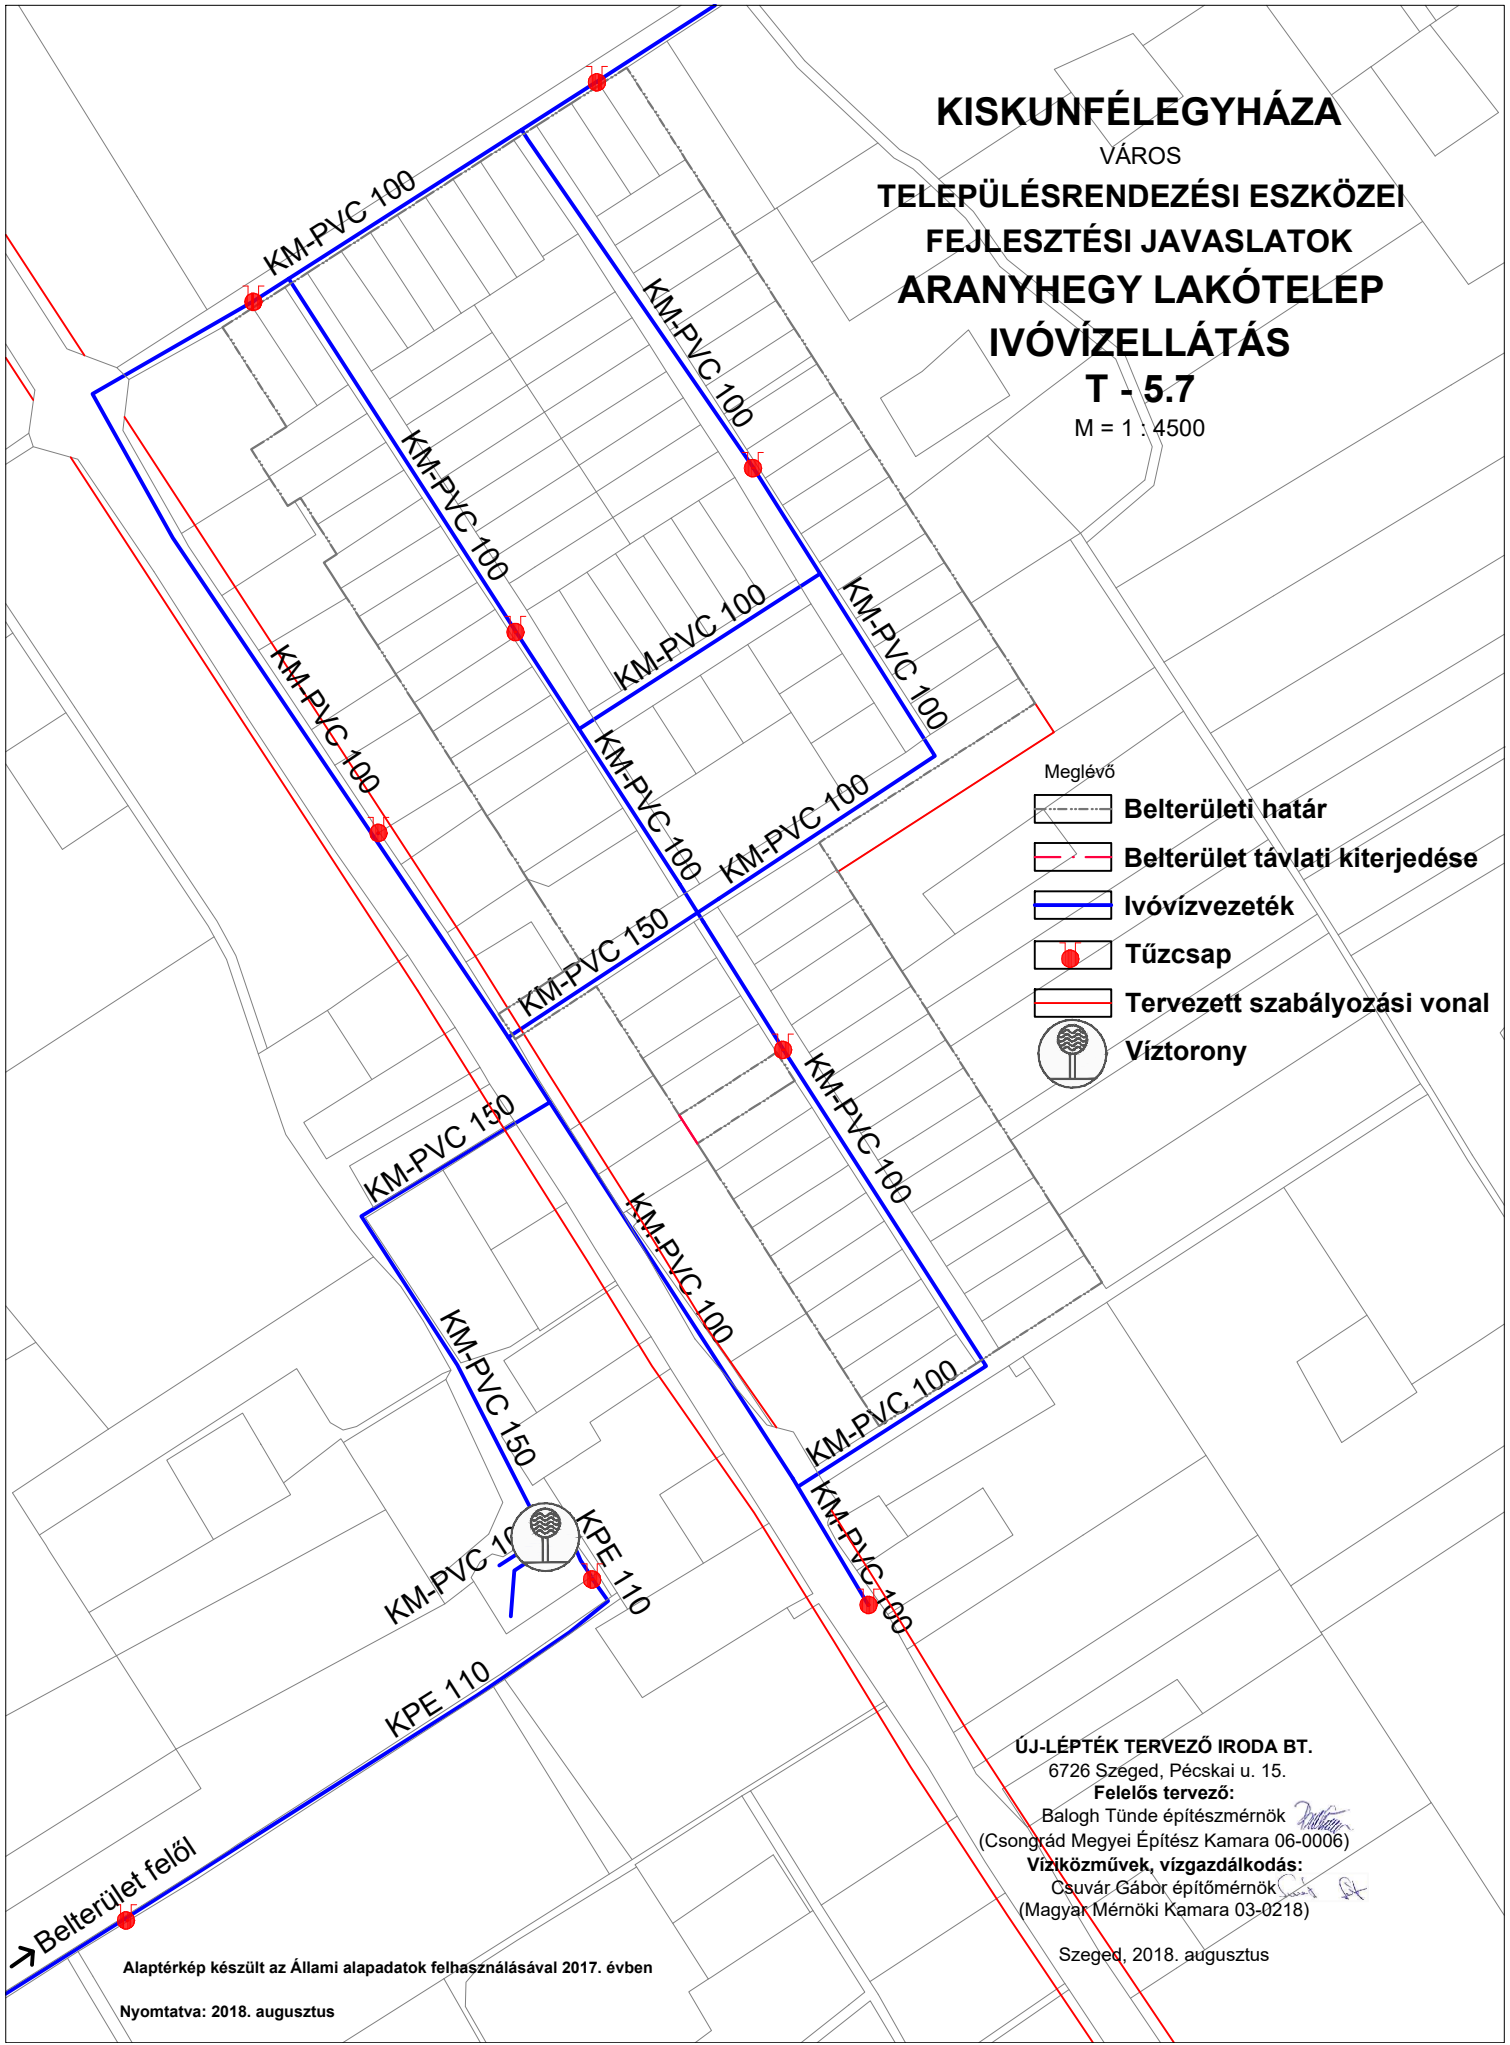 KISKUNFÉLEGYHÁZA
VÁROS
TELEPÜLÉSRENDEZÉSI ESZKÖZEI
FEJLESZTÉSI JAVASLATOK
ARANYHEGY LAKÓTELEP
IVÓVÍZELLÁTÁS
T - 5.7
M = 1 : 4500
KM-PVC 100
KM-PVC 100
KM-PVC 100
KM-PVC 100
KM-PVC 100
KM-PVC 100
KM-PVC 100
KM-PVC 100
KM-PVC 150
KM-PVC 150
KM-PVC 100
KM-PVC 100
KM-PVC 150
KM-PVC 100
KM-PVC 100
KM-PVC 10
KPE 110
KPE 110
Belterület felől
Meglévő
Belterületi határ
Belterület távlati kiterjedése
Ivóvízvezeték
Tűzcsap
Tervezett szabályozási vonal
Víztorony
ÚJ-LÉPTÉK TERVEZŐ IRODA BT.
6726 Szeged, Pécskai u. 15.
Felelős tervező:
Balogh Tünde építészmérnök
(Csongrád Megyei Építész Kamara 06-0006)
Víziközművek, vízgazdálkodás:
Csuvár Gábor építőmérnök
(Magyar Mérnöki Kamara 03-0218)
Szeged, 2018. augusztus
Alaptérkép készült az Állami alapadatok felhasználásával 2017. évben
Nyomtatva: 2018. augusztus